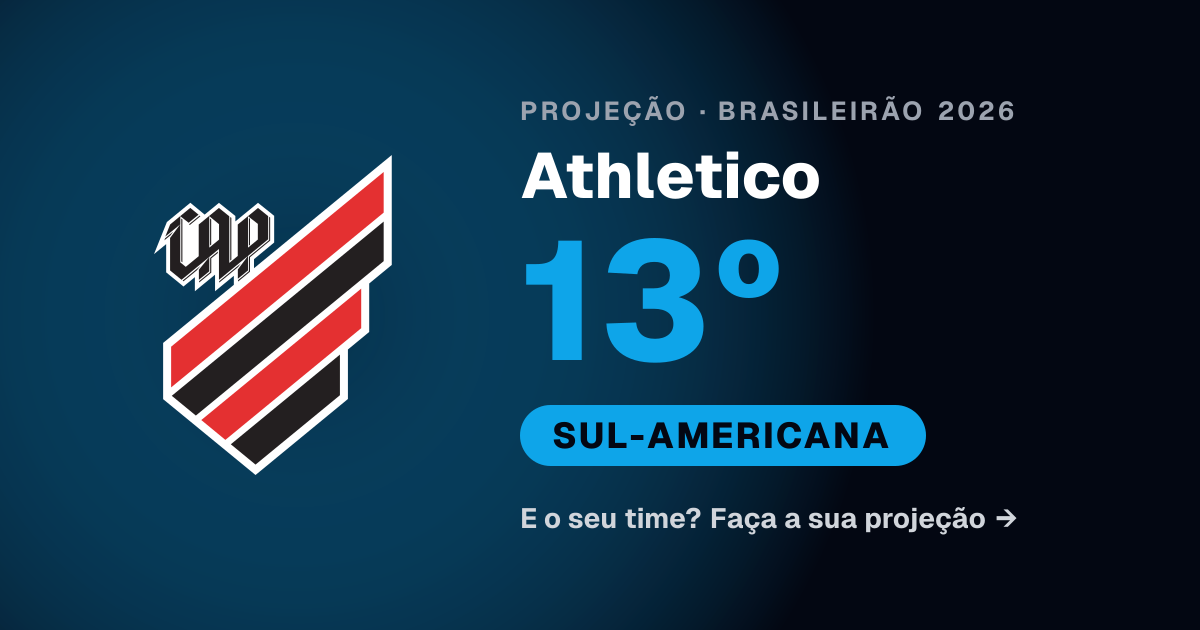 PROJEÇÃO · BRASILEIRÃO 2026
Athletico
13º
CAP
SUL-AMERICANA
E o seu time? Faça a sua projeção →